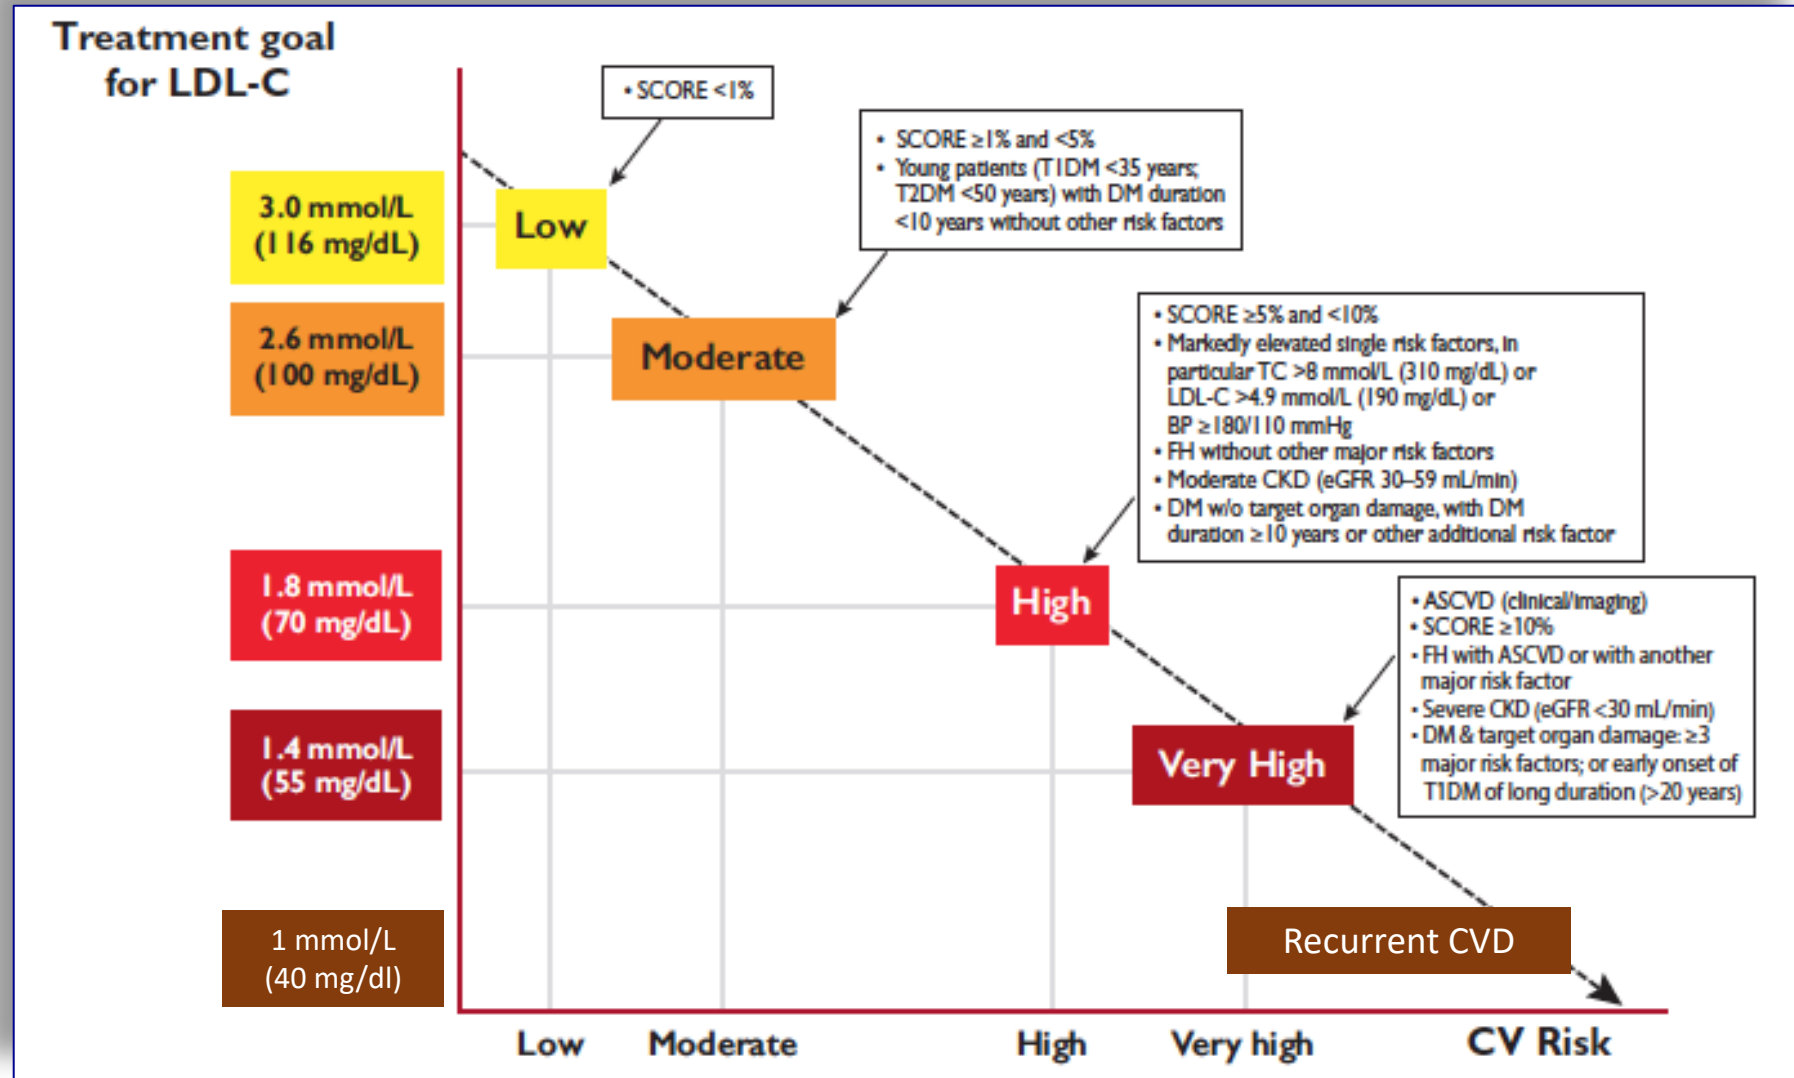 Treatment goal
for LDL-C
• SCORE <1%
• SCORE ≥1% and <5%
• Young patients (T1DM <35 years;
T2DM <50 years) with DM duration
<10 years without other risk factors
3.0 mmol/L
(116 mg/dL)
Low
2.6 mmol/L
(100 mg/dL)
Moderate
• SCORE ≥5% and <10%
• Markedly elevated single risk factors, in
particular TC >8 mmol/L (310 mg/dL) or
LDL-C >4.9 mmol/L (190 mg/dL) or
BP ≥180/110 mmHg
• FH without other major risk factors
• Moderate CKD (eGFR 30–59 mL/min)
• DM w/o target organ damage, with DM
duration ≥10 years or other additional risk factor
1.8 mmol/L
(70 mg/dL)
High
• ASCVD (clinical/imaging)
• SCORE ≥10%
• FH with ASCVD or with another
major risk factor
• Severe CKD (eGFR <30 mL/min)
• DM & target organ damage: ≥3
major risk factors; or early onset of
T1DM of long duration (>20 years)
1.4 mmol/L
(55 mg/dL)
Very High
1 mmol/L
(40 mg/dl)
Recurrent CVD
Low Moderate High Very high CV Risk